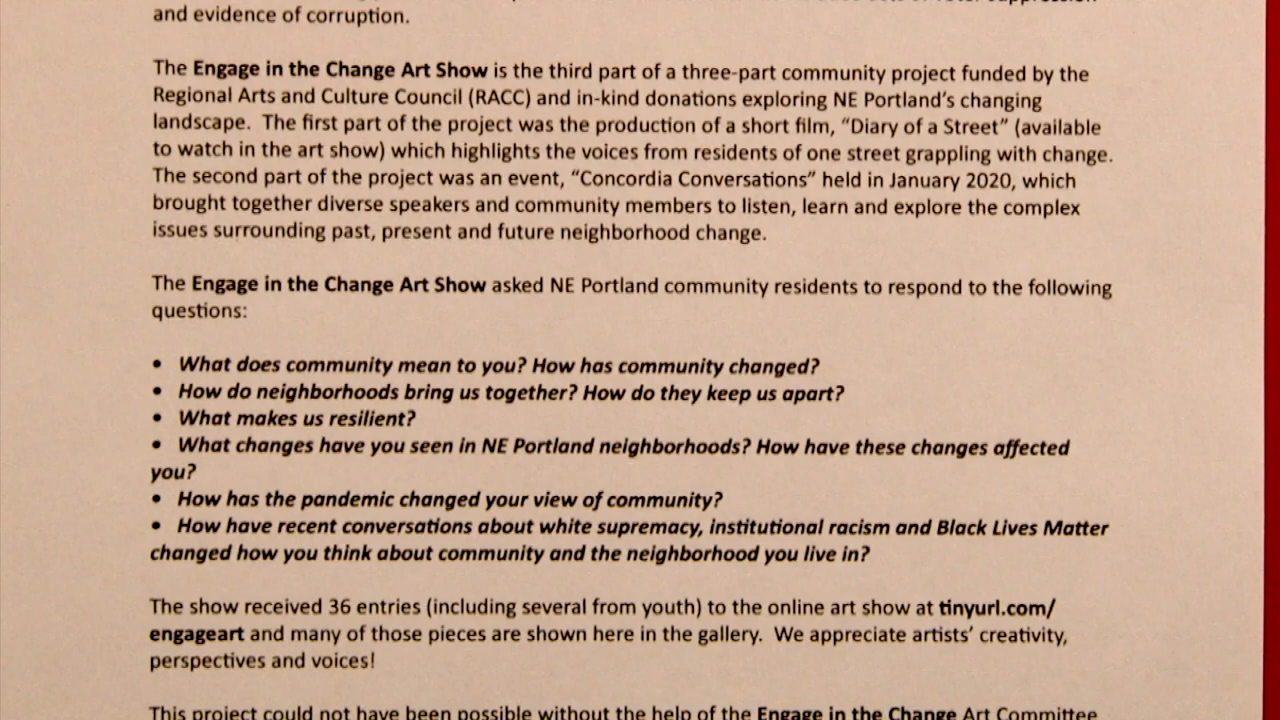 and evidence of corruption.
The Engage in the Change Art Show is the third part of a three-part community project funded by the
Regional Arts and Culture Council (RACC) and in-kind donations exploring NE Portland's changing
landscape.  The first part of the project was the production of a short film, “Diary of a Street” (available
to watch in the art show) which highlights the voices from residents of one street grappling with change.
The second part of the project was an event, “Concordia Conversations” held in January 2020, which
brought together diverse speakers and community members to listen, learn and explore the complex
issues surrounding past, present and future neighborhood change.
The Engage in the Change Art Show asked NE Portland community residents to respond to the following
questions:
• What does community mean to you? How has community changed?
• How do neighborhoods bring us together? How do they keep us apart?
• What makes us resilient?
• What changes have you seen in NE Portland neighborhoods? How have these changes affected
you?
• How has the pandemic changed your view of community?
• How have recent conversations about white supremacy, institutional racism and Black Lives Matter
changed how you think about community and the neighborhood you live in?
The show received 36 entries (including several from youth) to the online art show at tinyurl.com/
engageart and many of those pieces are shown here in the gallery.  We appreciate artists' creativity,
perspectives and voices!
This project could not have been possible without the help of the Engage in the Change Art Committee